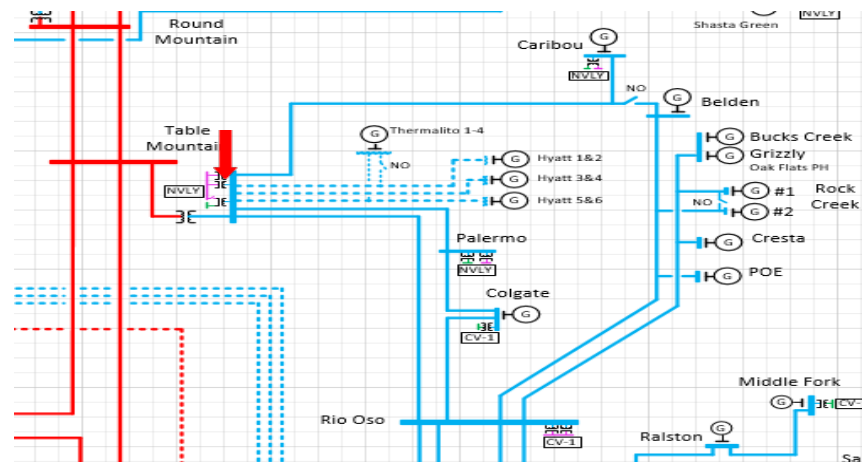 Round
Mountain
Shasta Green
NVLY
Caribou
G
NVLY
NO
G
Belden
Table
Mountain
G
Thermalito 1-4
NO
G
Hyatt 1&2
G
Hyatt 3&4
G
Hyatt 5&6
NVLY
G
Bucks Creek
G
Grizzly
Oak Flats PH
G
#1
Rock
Creek
NO
G
#2
G
Cresta
G
POE
Palermo
NVLY
Colgate
G
CV-1
Rio Oso
CV-1
Middle Fork
G
CV-
G
Ralston
Sa